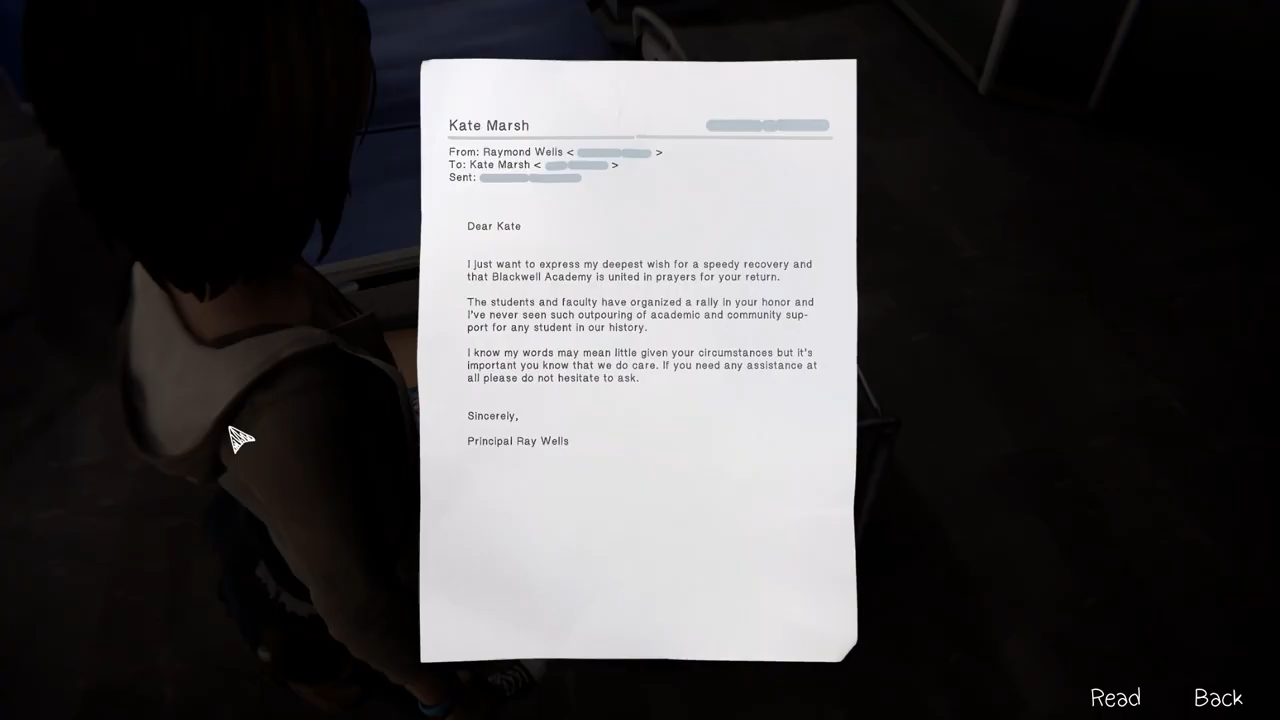 Kate Marsh
From: Raymond Wells < >
To: Kate Marsh < >
Sent:
Dear Kate
I just want to express my deepest wish for a speedy recovery and
that Blackwell Academy is united in prayers for your return.
The students and faculty have organized a rally in your honor and
I've never seen such outpouring of academic and community sup-
port for any student in our history.
I know my words may mean little given your circumstances but it's
important you know that we do care. If you need any assistance at
all please do not hesitate to ask.
Sincerely,
Principal Ray Wells
Read Back